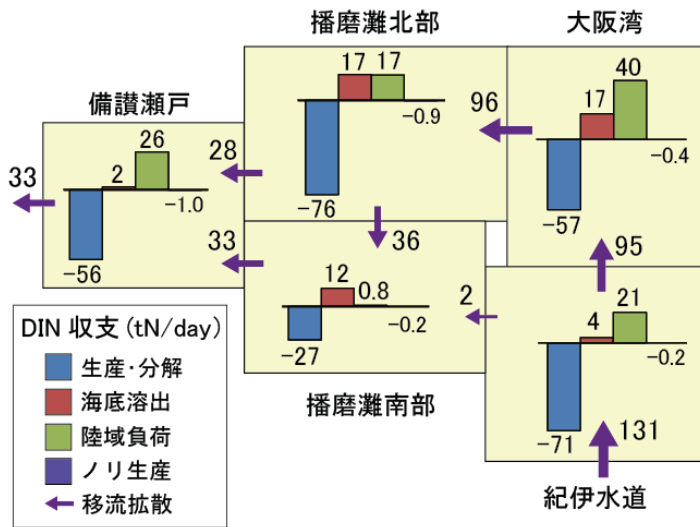 播磨灘北部
大阪湾
備讃瀬戸
17 17
40
96
17
26
28
2
-0.9
-0.4
33
-1.0
-76
-57
-56
33
36
95
12
0.8
2
21
4
-0.2
-0.2
-27
播磨灘南部
-71
131
紀伊水道
DIN 収支 (tN/day)
生産・分解
海底溶出
陸域負荷
ノリ生産
移流拡散